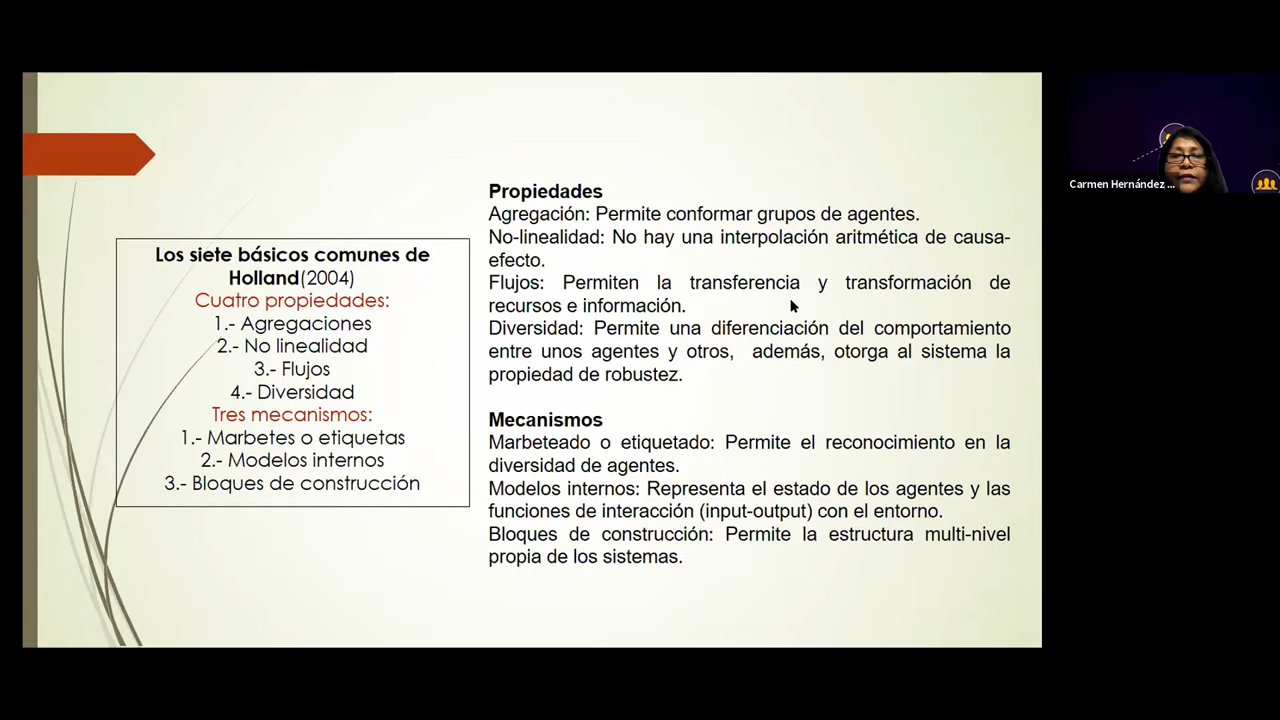 Los siete básicos comunes de
Holland(2004)
Cuatro propiedades:
1.- Agregaciones
2.- No linealidad
3.- Flujos
4.- Diversidad
Tres mecanismos:
1.- Marbetes o etiquetas
2.- Modelos internos
3.- Bloques de construcción
Propiedades
Agregación: Permite conformar grupos de agentes.
No-linealidad: No hay una interpolación aritmética de causa-
efecto.
Flujos: Permiten la transferencia y transformación de
recursos e información.
Diversidad: Permite una diferenciación del comportamiento
entre unos agentes y otros, además, otorga al sistema la
propiedad de robustez.
Mecanismos
Marbeteado o etiquetado: Permite el reconocimiento en la
diversidad de agentes.
Modelos internos: Representa el estado de los agentes y las
funciones de interacción (input-output) con el entorno.
Bloques de construcción: Permite la estructura multi-nivel
propia de los sistemas.
Carmen Hernández ...